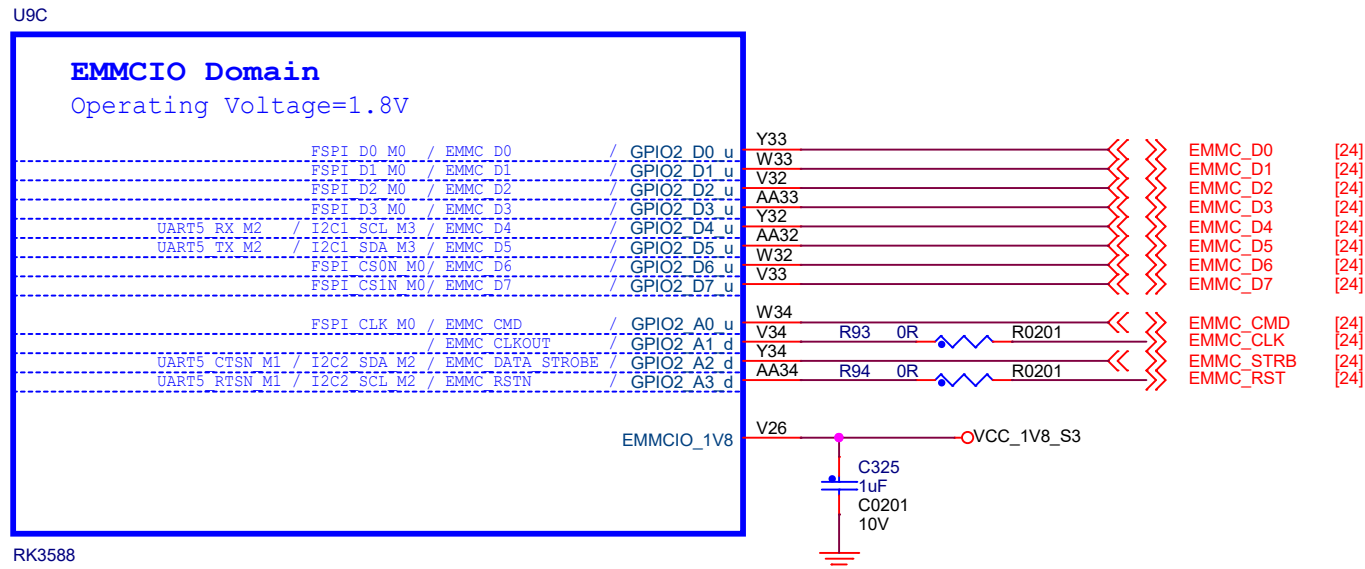 U9C
EMMCIO Domain
Operating Voltage=1.8V
FSPI_D0_M0 / EMMC_D0 / GPIO2_D0_u Y33 EMMC_D0 [24]
FSPI_D1_M0 / EMMC_D1 / GPIO2_D1_u W33 EMMC_D1 [24]
FSPI_D2_M0 / EMMC_D2 / GPIO2_D2_u V32 EMMC_D2 [24]
FSPI_D3_M0 / EMMC_D3 / GPIO2_D3_u AA33 EMMC_D3 [24]
UART5_RX_M2 / I2C1_SCL_M3 / EMMC_D4 / GPIO2_D4_u Y32 EMMC_D4 [24]
UART5_TX_M2 / I2C1_SDA_M3 / EMMC_D5 / GPIO2_D5_u AA32 EMMC_D5 [24]
FSPI_CS0N_M0/ EMMC_D6 / GPIO2_D6_u W32 EMMC_D6 [24]
FSPI_CS1N_M0/ EMMC_D7 / GPIO2_D7_u V33 EMMC_D7 [24]
FSPI_CLK_M0 / EMMC_CMD / GPIO2_A0_u W34 EMMC_CMD [24]
/ EMMC_CLKOUT / GPIO2_A1_d V34 R93 0R R0201 EMMC_CLK [24]
UART5_CTSN_M1 / I2C2_SDA_M2 / EMMC_DATA_STROBE / GPIO2_A2_d Y34 EMMC_STRB [24]
UART5_RTSN_M1 / I2C2_SCL_M2 / EMMC_RSTN / GPIO2_A3_d AA34 R94 0R R0201 EMMC_RST [24]
EMMCIO_1V8 V26 VCC_1V8_S3
C325
1uF
C0201
10V
RK3588